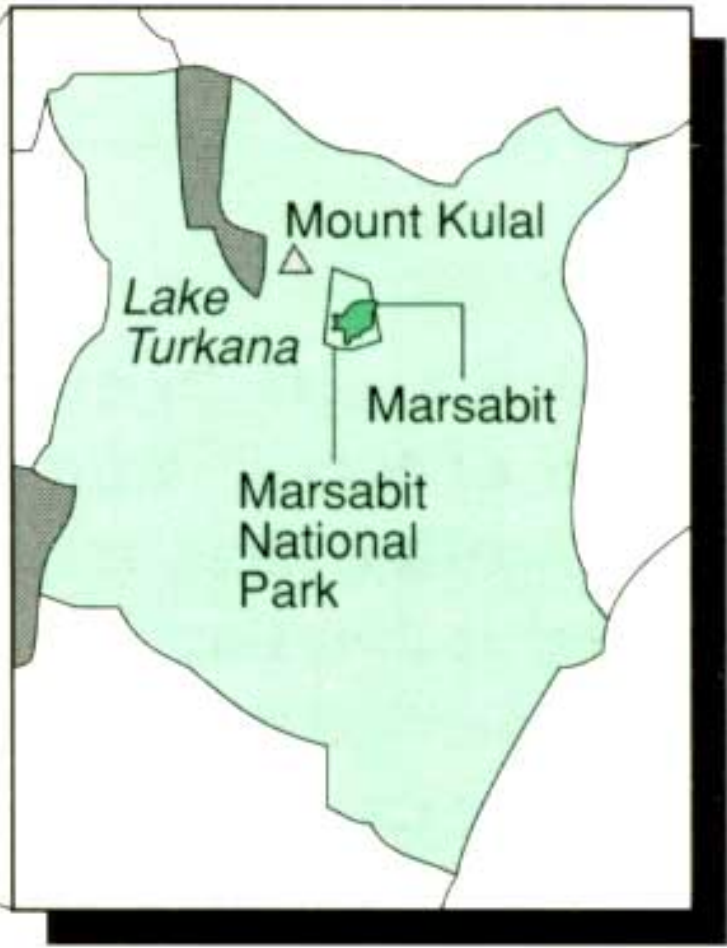 Mount Kulal
Lake
Turkana
Marsabit
Marsabit
National
Park